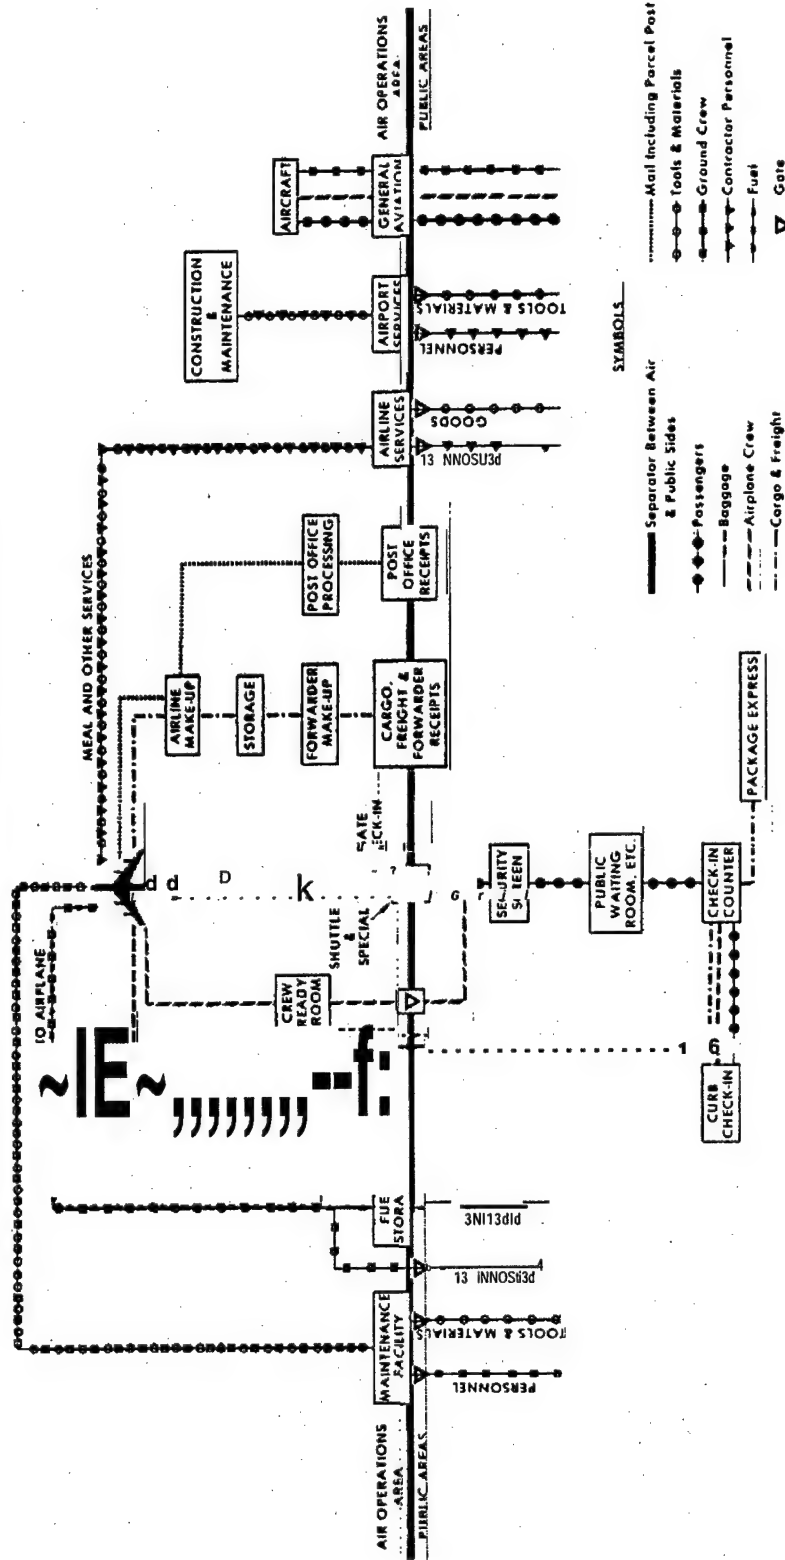 AIR OPERATIONS
AREA
PUBLIC AREAS
MAINTENANCE
FACILITY
PERSONNEL
TOOLS & MATERIALS
PIPELINE
TO AIRPLANE
CREW
READY
ROOM
SHUTTLE
&
SPECIAL
D
k
d d
G
CURB
CHECK-IN
1 6
CHECK-IN
COUNTER
PUBLIC
WAITING
ROOM, ETC.
PACKAGE EXPRESS
MEAL AND OTHER SERVICES
AIRLINE
MAKE-UP
STORAGE
FORWARDER
MAKE-UP
CARGO,
FREIGHT &
FORWARDER
RECEIPTS
POST OFFICE
PROCESSING
POST
OFFICE
RECEIPTS
AIRLINE
SERVICES
GOODS
CONSTRUCTION
&
MAINTENANCE
AIRPORT
SERVICES
PERSONNEL
TOOLS & MATERIALS
AIRCRAFT
GENERAL
AVIATION
AIR OPERATIONS
AREA
PUBLIC AREAS
SYMBOLS
Separator Between Air
& Public Sides
Passengers
Baggage
Airplane Crew
Cargo & Freight
Mail Including Parcel Post
Tools & Materials
Ground Crew
Contractor Personnel
Fuel
Gate